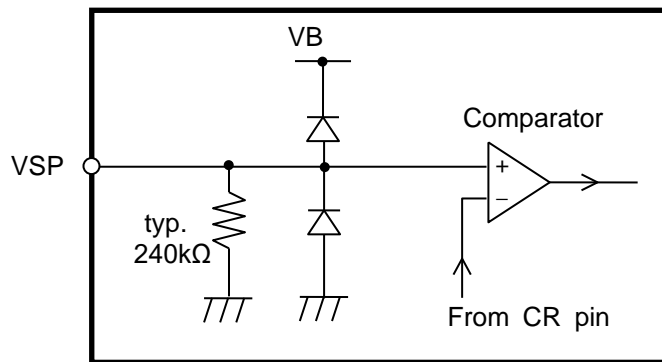 VB
Comparator
VSP
+
−
typ.
240kΩ
From CR pin